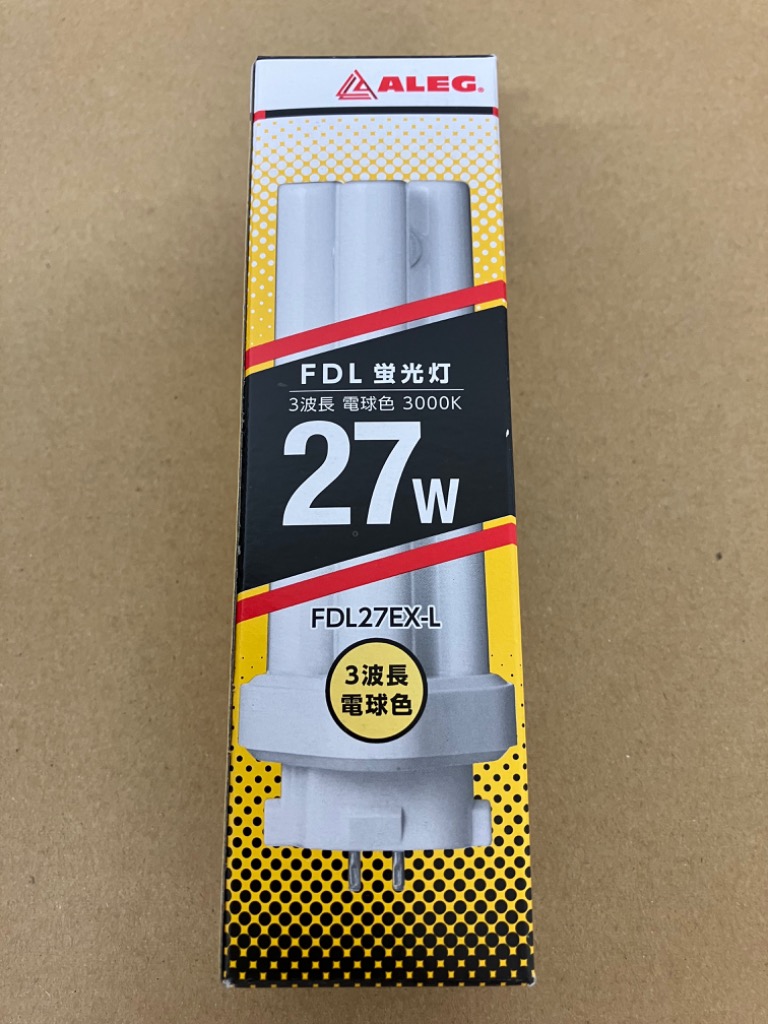 ALEG.
FDL 蛍光灯
3波長 電球色 3000K
27W
FDL27EX-L
3波長
電球色